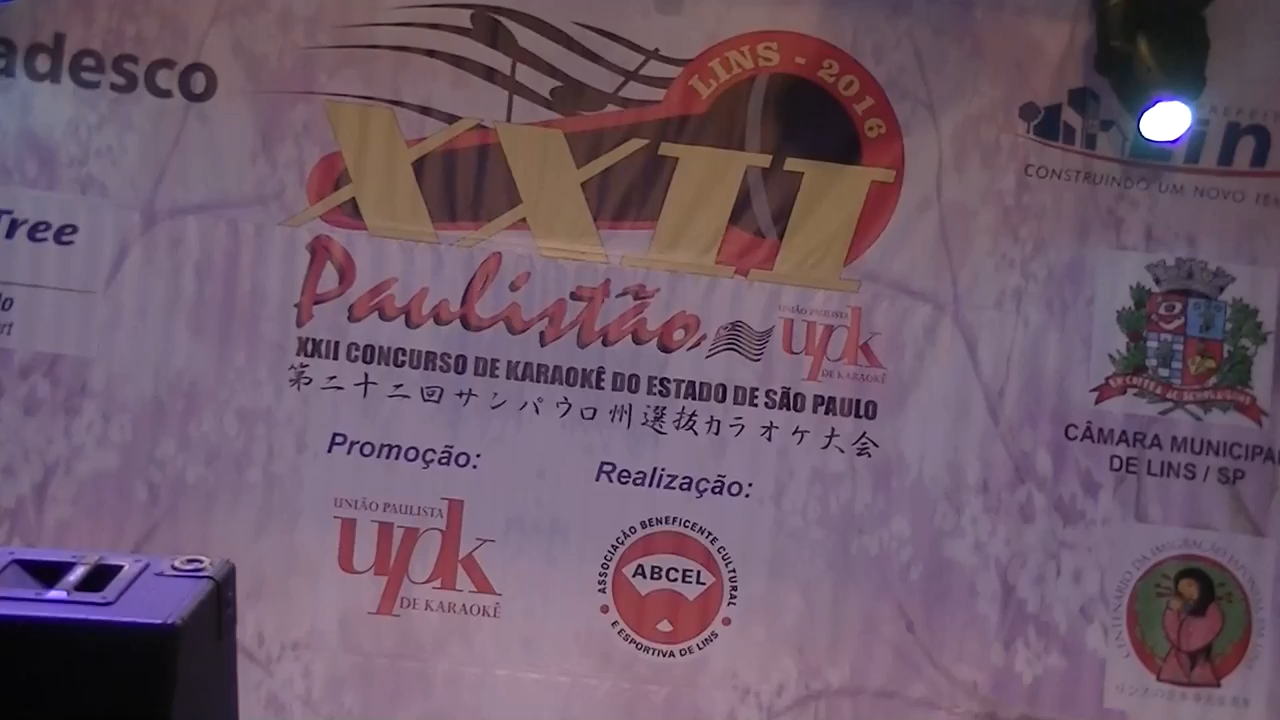 adesco
Tree
LINS - 2016
XXII
Paulistão
UNIÃO PAULISTA
upk
DE KARAOKÊ
XXII CONCURSO DE KARAOKÊ DO ESTADO DE SÃO PAULO
第二十二回サンパウロ州選抜カラオケ大会
Promoção:
UNIÃO PAULISTA
upk
DE KARAOKÊ
Realização:
ASSOCIAÇÃO BENEFICENTE CULTURAL
ABCEL
E ESPORTIVA DE LINS
CONSTRUINDO UM NOVO
CÂMARA MUNICIPA
DE LINS / SP